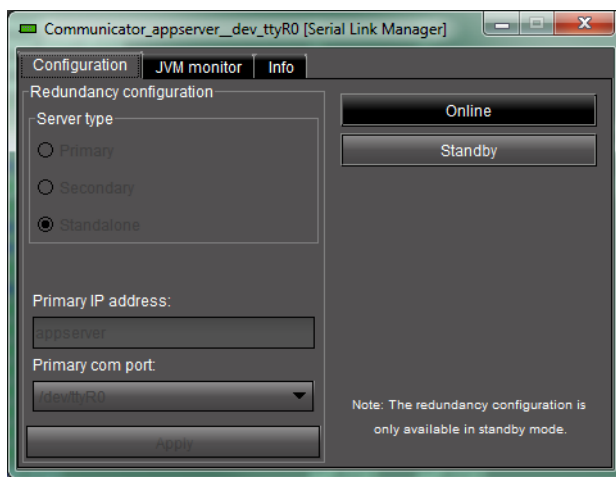 Communicator_appserver__dev_ttyR0 [Serial Link Manager]
Configuration JVM monitor Info
Redundancy configuration
Server type
Primary
Secondary
Standalone
Primary IP address:
appserver
Primary com port:
/dev/ttyR0
Apply
Online
Standby
Note: The redundancy configuration is
only available in standby mode.